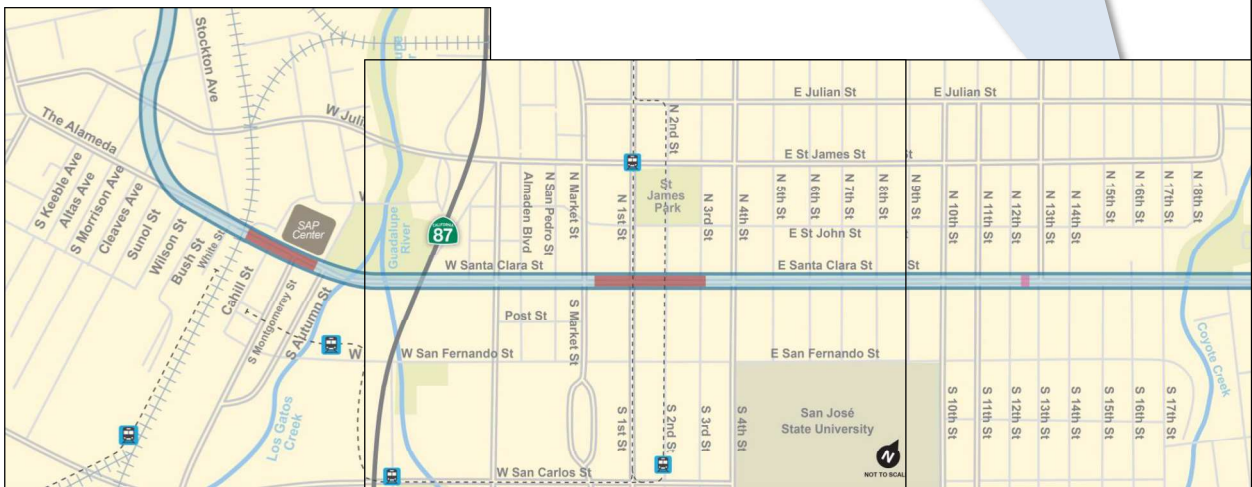 Stockton Ave
The Alameda
S Keeble Ave
Altas Ave
S Morrison Ave
Cleaves Ave
Sunol St
Wilson St
Bush St
White St
Cahill St
S Montgomerey St
S Autumn St
SAP
Center
Los Gatos
Creek
W Juli
W
W
Guadalupe
River
CALIFORNIA
87
W Santa Clara St
Post St
W San Fernando St
W San Carlos St
Almaden Blvd
N San Pedro St
N Market St
S Market St
N 1st St
S 1st St
N 2nd St
S 2nd St
St
James
Park
N 3rd St
S 3rd St
N 4th St
S 4th St
E Julian St
E St James St
N 5th St
N 6th St
N 7th St
N 8th St
E St John St
E Santa Clara St
E San Fernando St
San José
State University
N
NOT TO SCAL
E Julian St
St
St
N 9th St
N 10th St
N 11th St
N 12th St
N 13th St
N 14th St
N 15th St
N 16th St
N 17th St
N 18th St
S 10th St
S 11th St
S 12th St
S 13th St
S 14th St
S 15th St
S 16th St
S 17th St
Coyote Creek